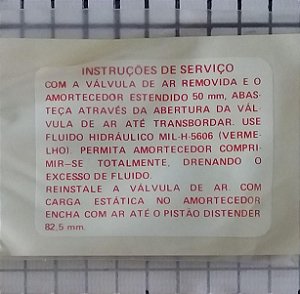 INSTRUÇÕES DE SERVIÇO
COM A VÁLVULA DE AR REMOVIDA E O
AMORTECEDOR ESTENDIDO 50 mm, ABAS-
TEÇA ATRAVÉS DA ABERTURA DA VÁL-
VULA DE AR ATÉ TRANSBORDAR. USE
FLUIDO HIDRÁULICO MIL-H-5606 (VERME-
LHO). PERMITA AMORTECEDOR COMPRI-
MIR-SE TOTALMENTE, DRENANDO O
EXCESSO DE FLUIDO.
REINSTALE A VÁLVULA DE AR. COM
CARGA ESTÁTICA NO AMORTECEDOR
ENCHA COM AR ATÉ O PISTÃO DISTENDER
82,5 mm.